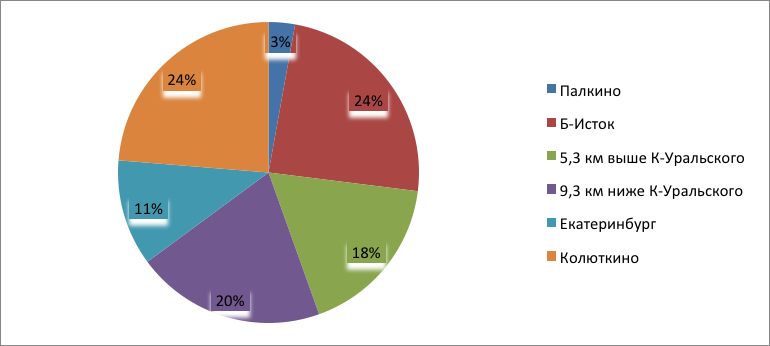 3%
24%
18%
20%
11%
24%
Палкино
Б-Исток
5,3 км выше К-Уральского
9,3 км ниже К-Уральского
Екатеринбург
Колюткино